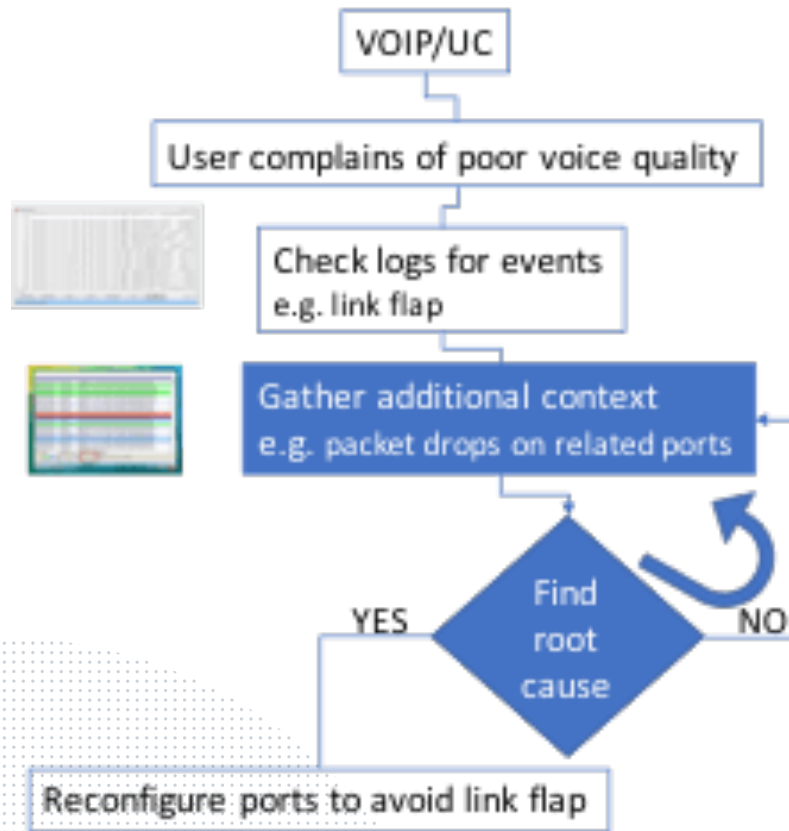 VOIP/UC
User complains of poor voice quality
Check logs for events
e.g. link flap
Gather additional context
e.g. packet drops on related ports
Find
root
cause
YES
NO
Reconfigure ports to avoid link flap